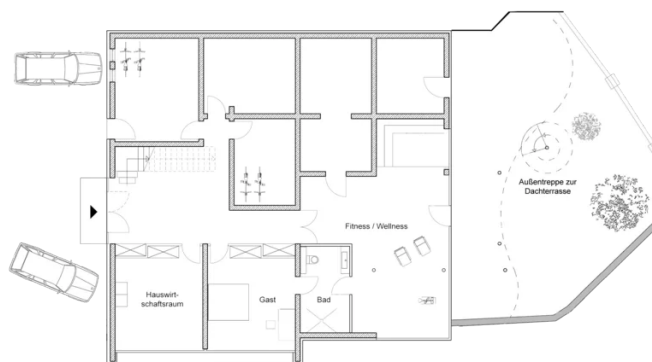 Außentreppe zur
Dachterrasse
Fitness / Wellness
Hauswirt-
schaftsraum
Gast
Bad